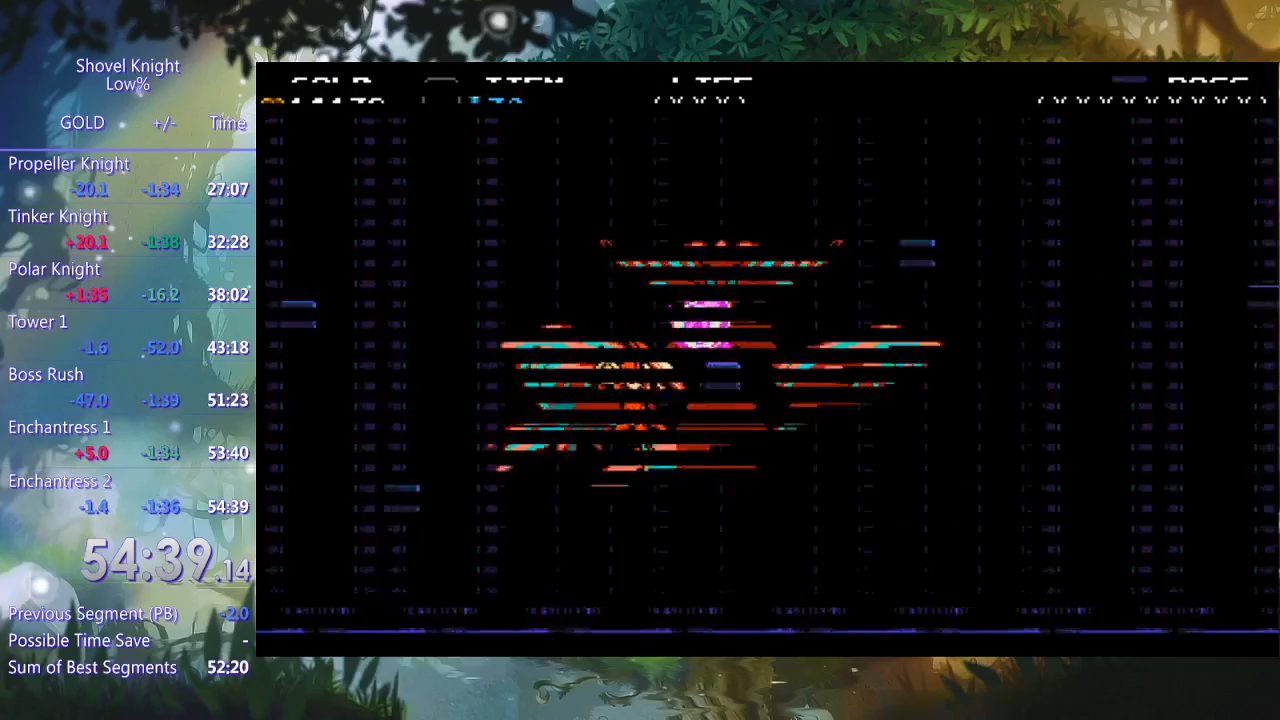 Shovel Knight
Low%
GOLD +/- Time
Propeller Knight
-20.1 -1:34 27:07
Tinker Knight
+20.1 -1:38 32:28
Polar Knight
+1:35 -16.2 38:02
Tower 1
-1.6 -52.0 43:18
Boss Rush
-47.0 -1:39 51:23
Enchantress 1
+5.0 -1:34 53:40
Enchantress 2
-1.4 -1:36 54:39
54:39.14
Previous Segment (PB) -2.0
Possible Time Save -
Sum of Best Segments 52:20